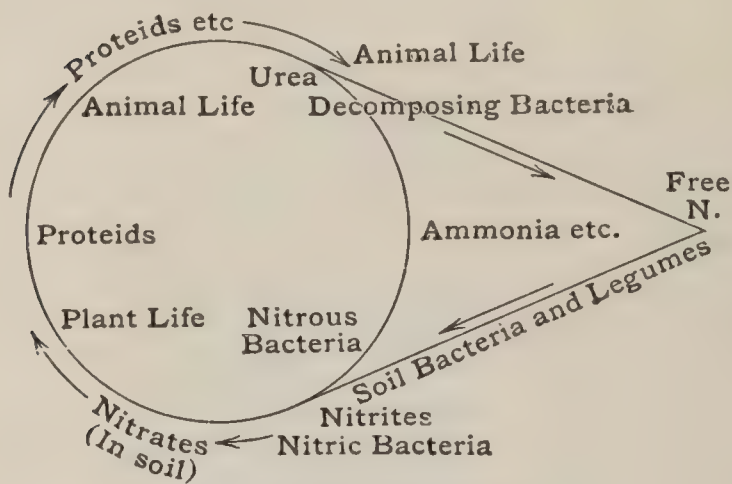 Proteids etc
Animal Life
Urea
Animal Life
Decomposing Bacteria
Free
N.
Proteids
Ammonia etc.
Plant Life
Nitrous
Bacteria
Soil Bacteria and Legumes
Nitrates
(In soil)
Nitrites
Nitric Bacteria